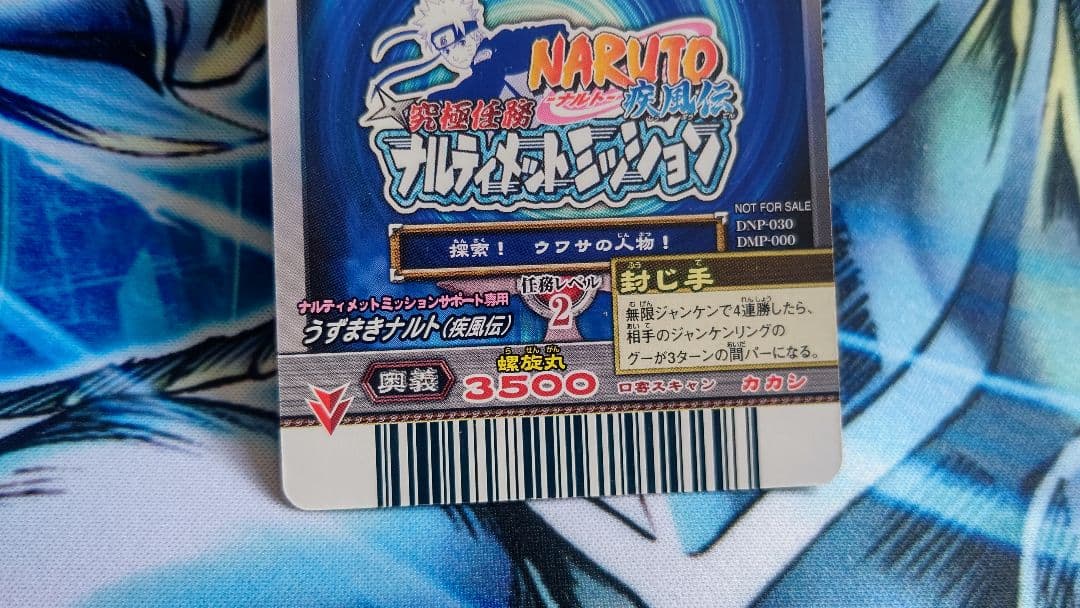 NARUTO
-ナルト-
疾風伝
究極任務
ナルティメットミッション
NOT FOR SALE
DNP-030
DMP-000
探索! ウワサの人物!
任務レベル
2
封じ手
無限ジャンケンで4連勝したら、
相手のジャンケンリングの
グーが3ターンの間パーになる。
ナルティメットミッションサポート専用
うずまきナルト(疾風伝)
奥義
螺旋丸
3500
口寄スキャン カカシ